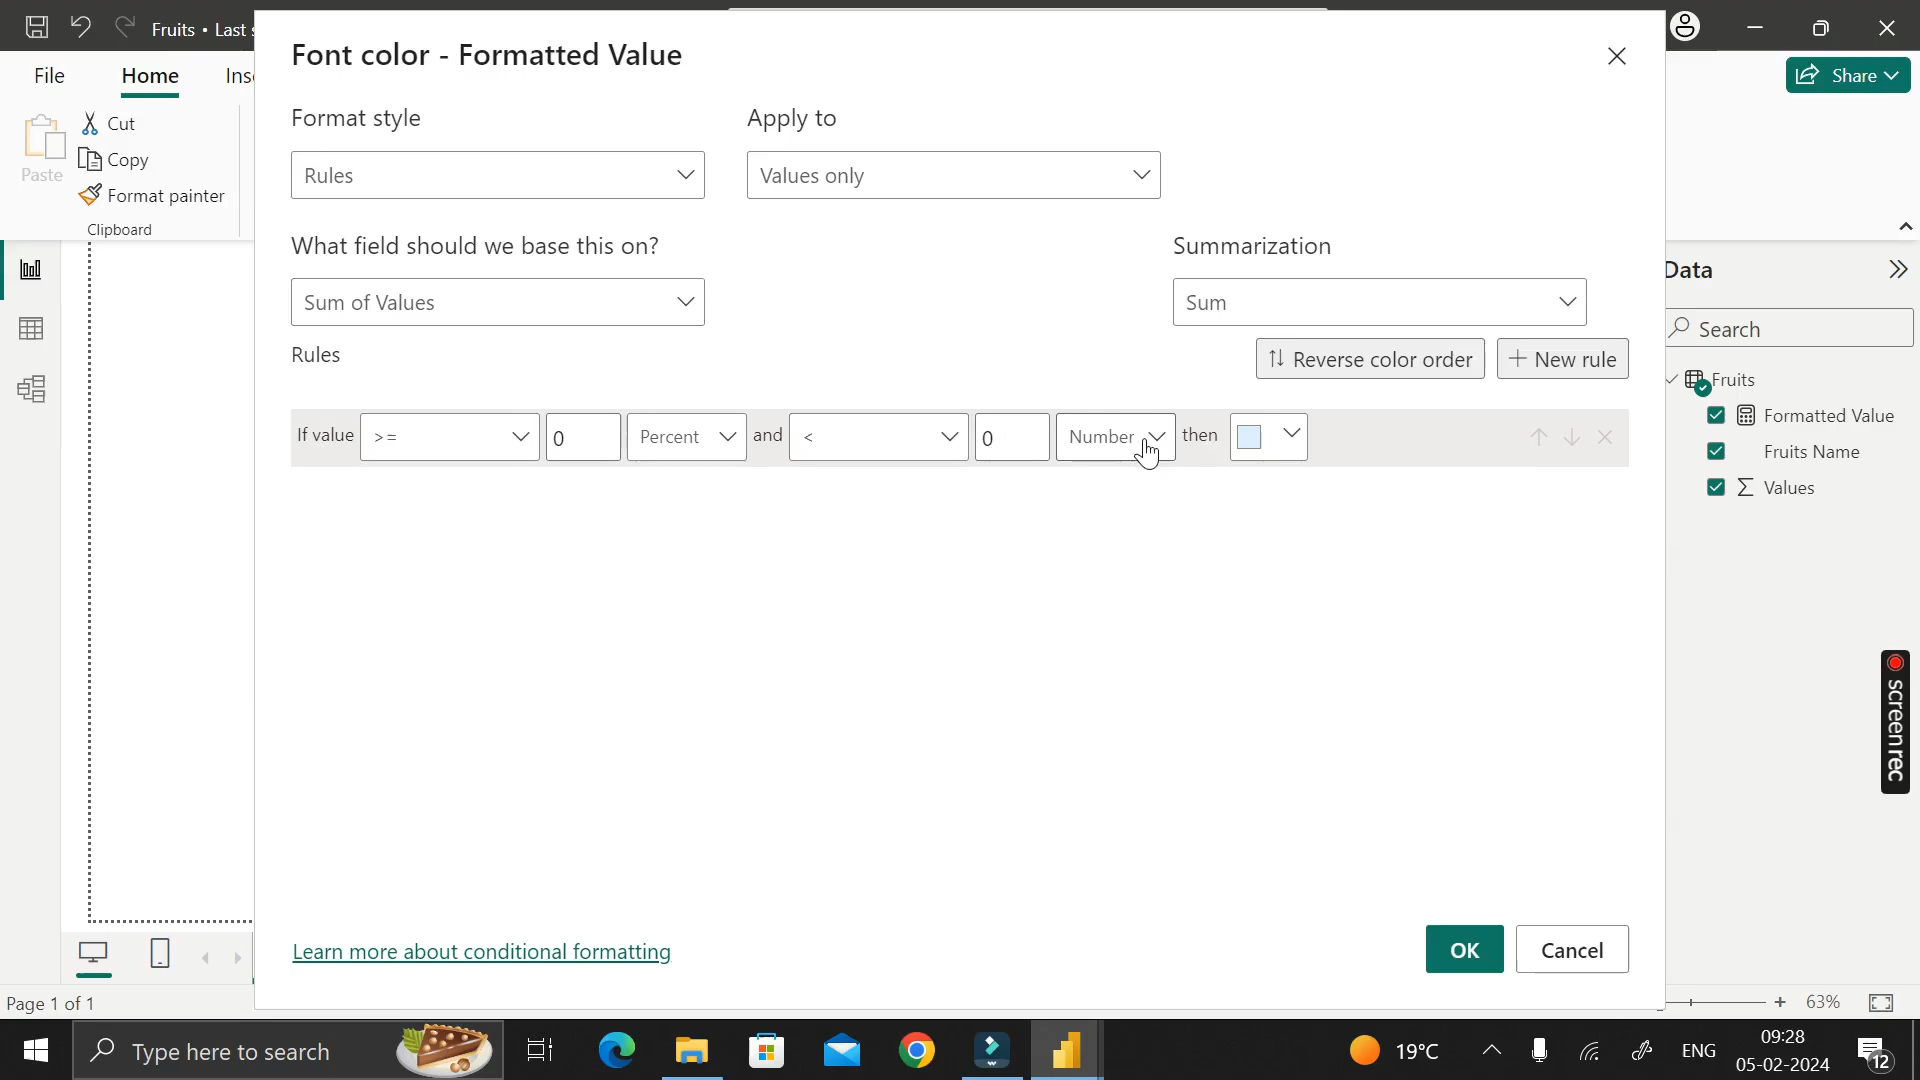 Fruits • Last s
File
Home
Ins
Share
Paste
Cut
Copy
Format painter
Clipboard
Font color - Formatted Value
Format style
Apply to
Rules
Values only
What field should we base this on?
Summarization
Sum of Values
Sum
Rules
Reverse color order
New rule
If value >= 0 Percent and < 0 Number then
Learn more about conditional formatting
OK
Cancel
Data
Search
Fruits
Formatted Value
Fruits Name
Values
screenrec
Page 1 of 1
63%
Type here to search
19°C
ENG
09:28
05-02-2024
12